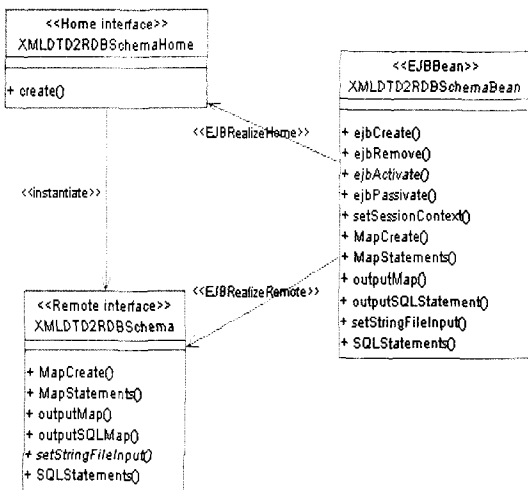 <<Home interface>>
XMLDTD2RDBSchemaHome
+ create()
<<EJBBean>>
XMLDTD2RDBSchemaBean
+ ejbCreate()
+ ejbRemove()
+ ejbActivate()
+ ejbPassivate()
+ setSessionContext()
+ MapCreate()
+ MapStatements()
+ outputMap()
+ outputSQLStatement()
+ setStringFileInput()
+ SQLStatements()
<<EJBRealizeHome>>
<<instantiate>>
<<EJBRealizeRemote>>
<<Remote interface>>
XMLDTD2RDBSchema
+ MapCreate()
+ MapStatements()
+ outputMap()
+ outputSQLMap()
+ setStringFileInput()
+ SQLStatements()